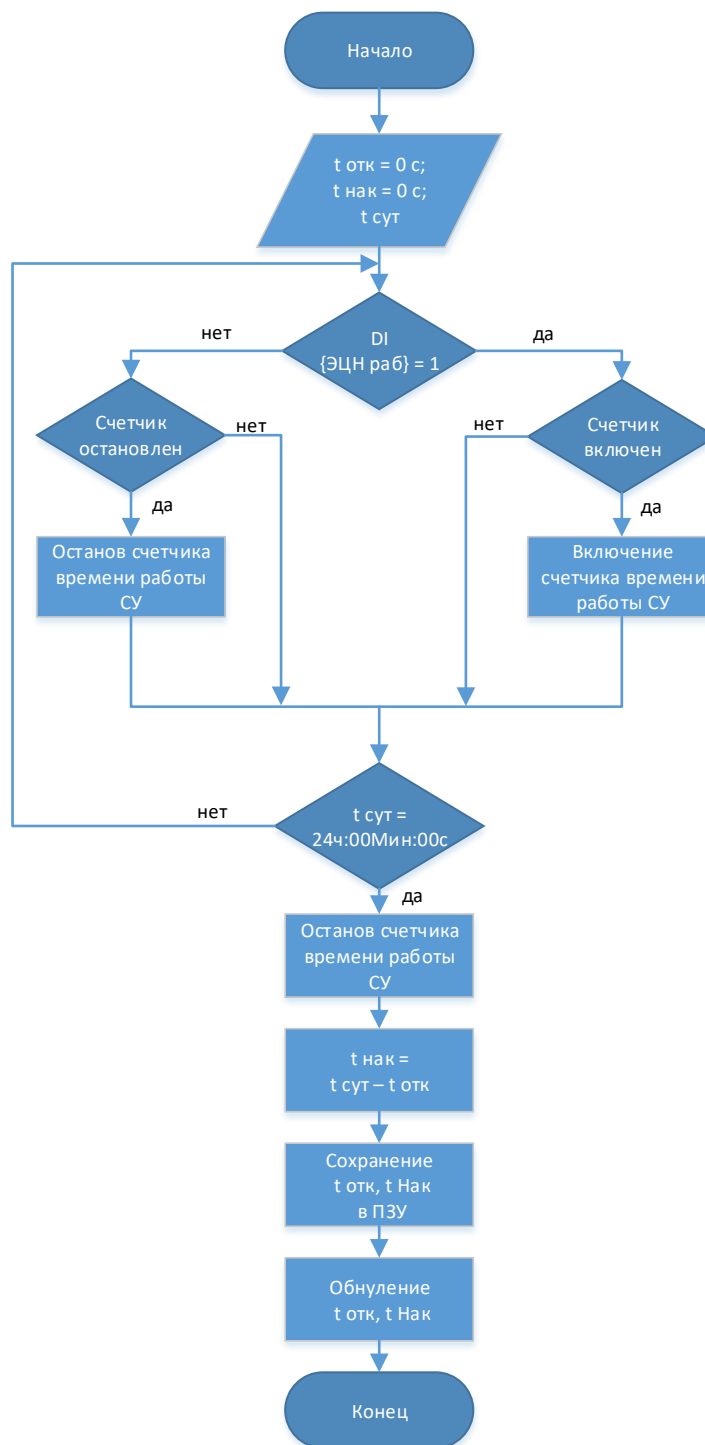 Начало
t отк = 0 с;
t нак = 0 с;
t сут
DI
{ЭЦН раб} = 1
нет
да
Счетчик
остановлен
нет
нет
Счетчик
включен
да
да
Останов счетчика
времени работы
СУ
Включение
счетчика времени
работы СУ
нет
t сут =
24ч:00Мин:00с
да
Останов счетчика
времени работы
СУ
t нак =
t сут – t отк
Сохранение
t отк, t Нак
в ПЗУ
Обнуление
t отк, t Нак
Конец